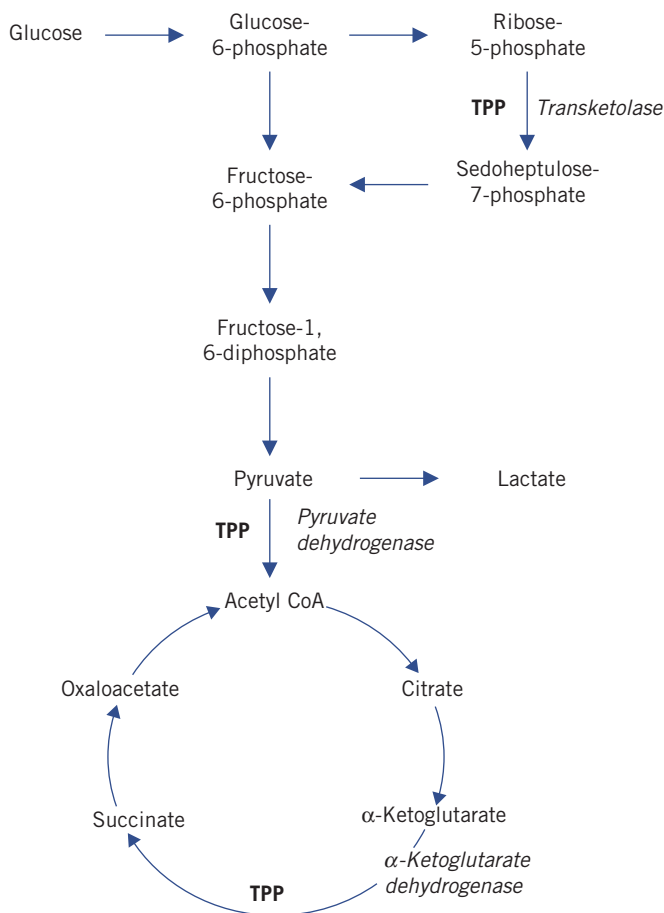 Glucose
Glucose-
6-phosphate
Ribose-
5-phosphate
TPP
Transketolase
Fructose-
6-phosphate
Sedoheptulose-
7-phosphate
Fructose-1,
6-diphosphate
Pyruvate
Lactate
TPP
Pyruvate
dehydrogenase
Acetyl CoA
Oxaloacetate
Citrate
Succinate
α-Ketoglutarate
α-Ketoglutarate
dehydrogenase
TPP